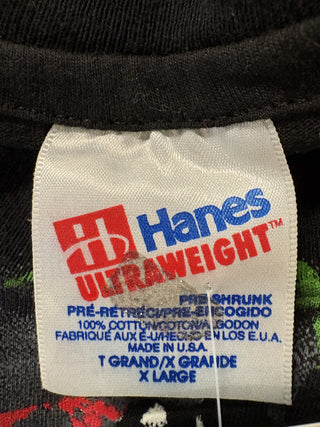 Hanes
ULTRAWEIGHT™
PRE-SHRUNK
PRÉ-RÉTRÉCI/PRE-ENCOGIDO
100% COTTON/COTON/ALGODON
FABRIQUÉ AUX É-U/HECHO EN LOS E.U.A.
MADE IN U.S.A.
T GRAND/X GRANDE
X LARGE